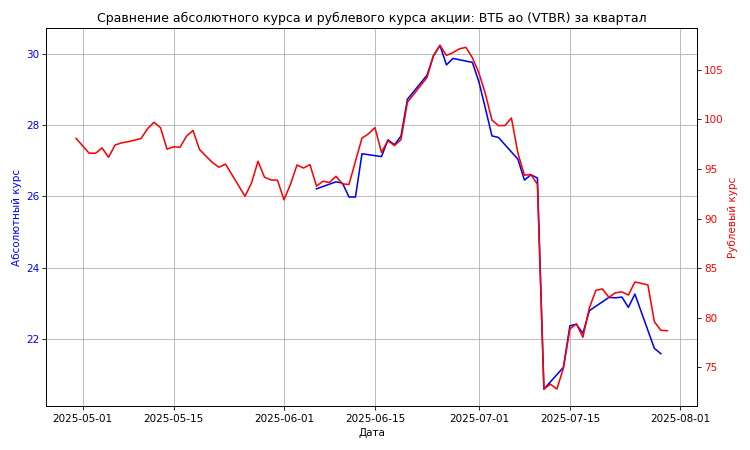 Сравнение абсолютного курса и рублевого курса акции: ВТБ ао (VTBR) за квартал
30
28
26
24
22
Абсолютный курс
105
100
95
90
85
80
75
Рублевый курс
2025-05-01 2025-05-15 2025-06-01 2025-06-15 2025-07-01 2025-07-15 2025-08-01
Дата